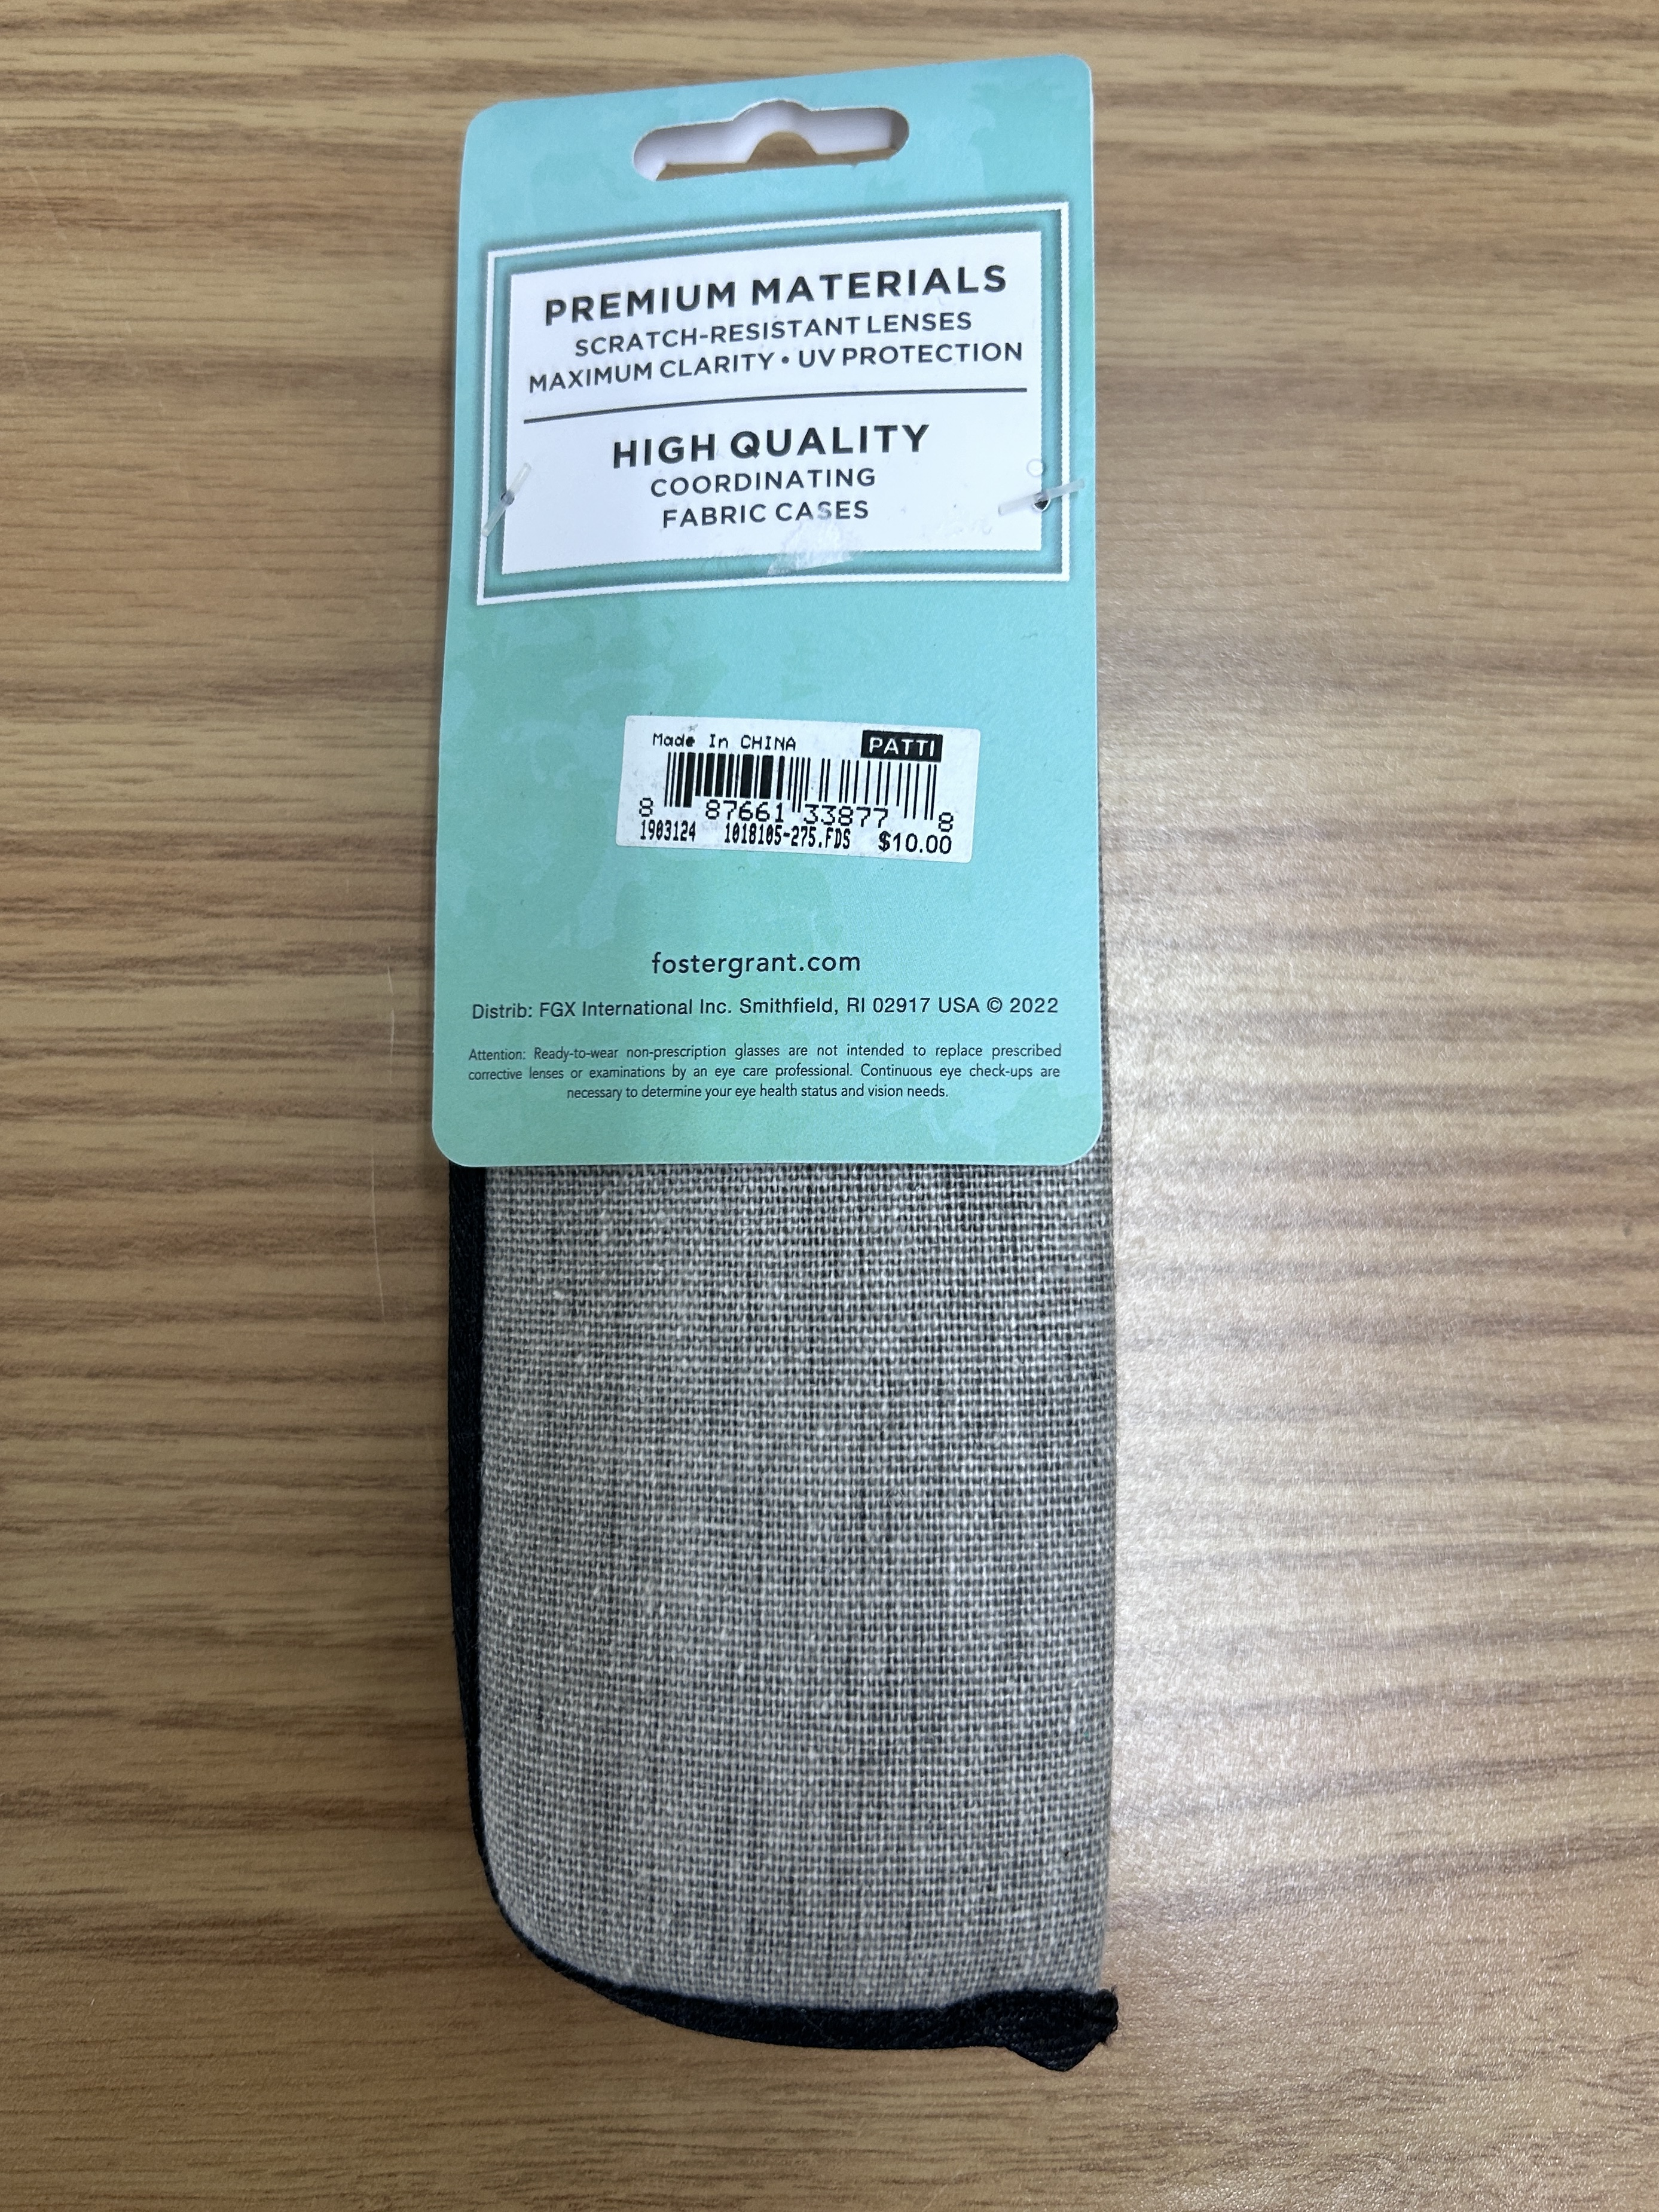 PREMIUM MATERIALS
SCRATCH-RESISTANT LENSES
MAXIMUM CLARITY • UV PROTECTION
HIGH QUALITY
COORDINATING
FABRIC CASES
Made In CHINA PATTI
8 87661 33877 8
1903124 1018105-275.FDS $10.00
fostergrant.com
Distrib: FGX International Inc. Smithfield, RI 02917 USA © 2022
Attention: Ready-to-wear non-prescription glasses are not intended to replace prescribed
corrective lenses or examinations by an eye care professional. Continuous eye check-ups are
necessary to determine your eye health status and vision needs.